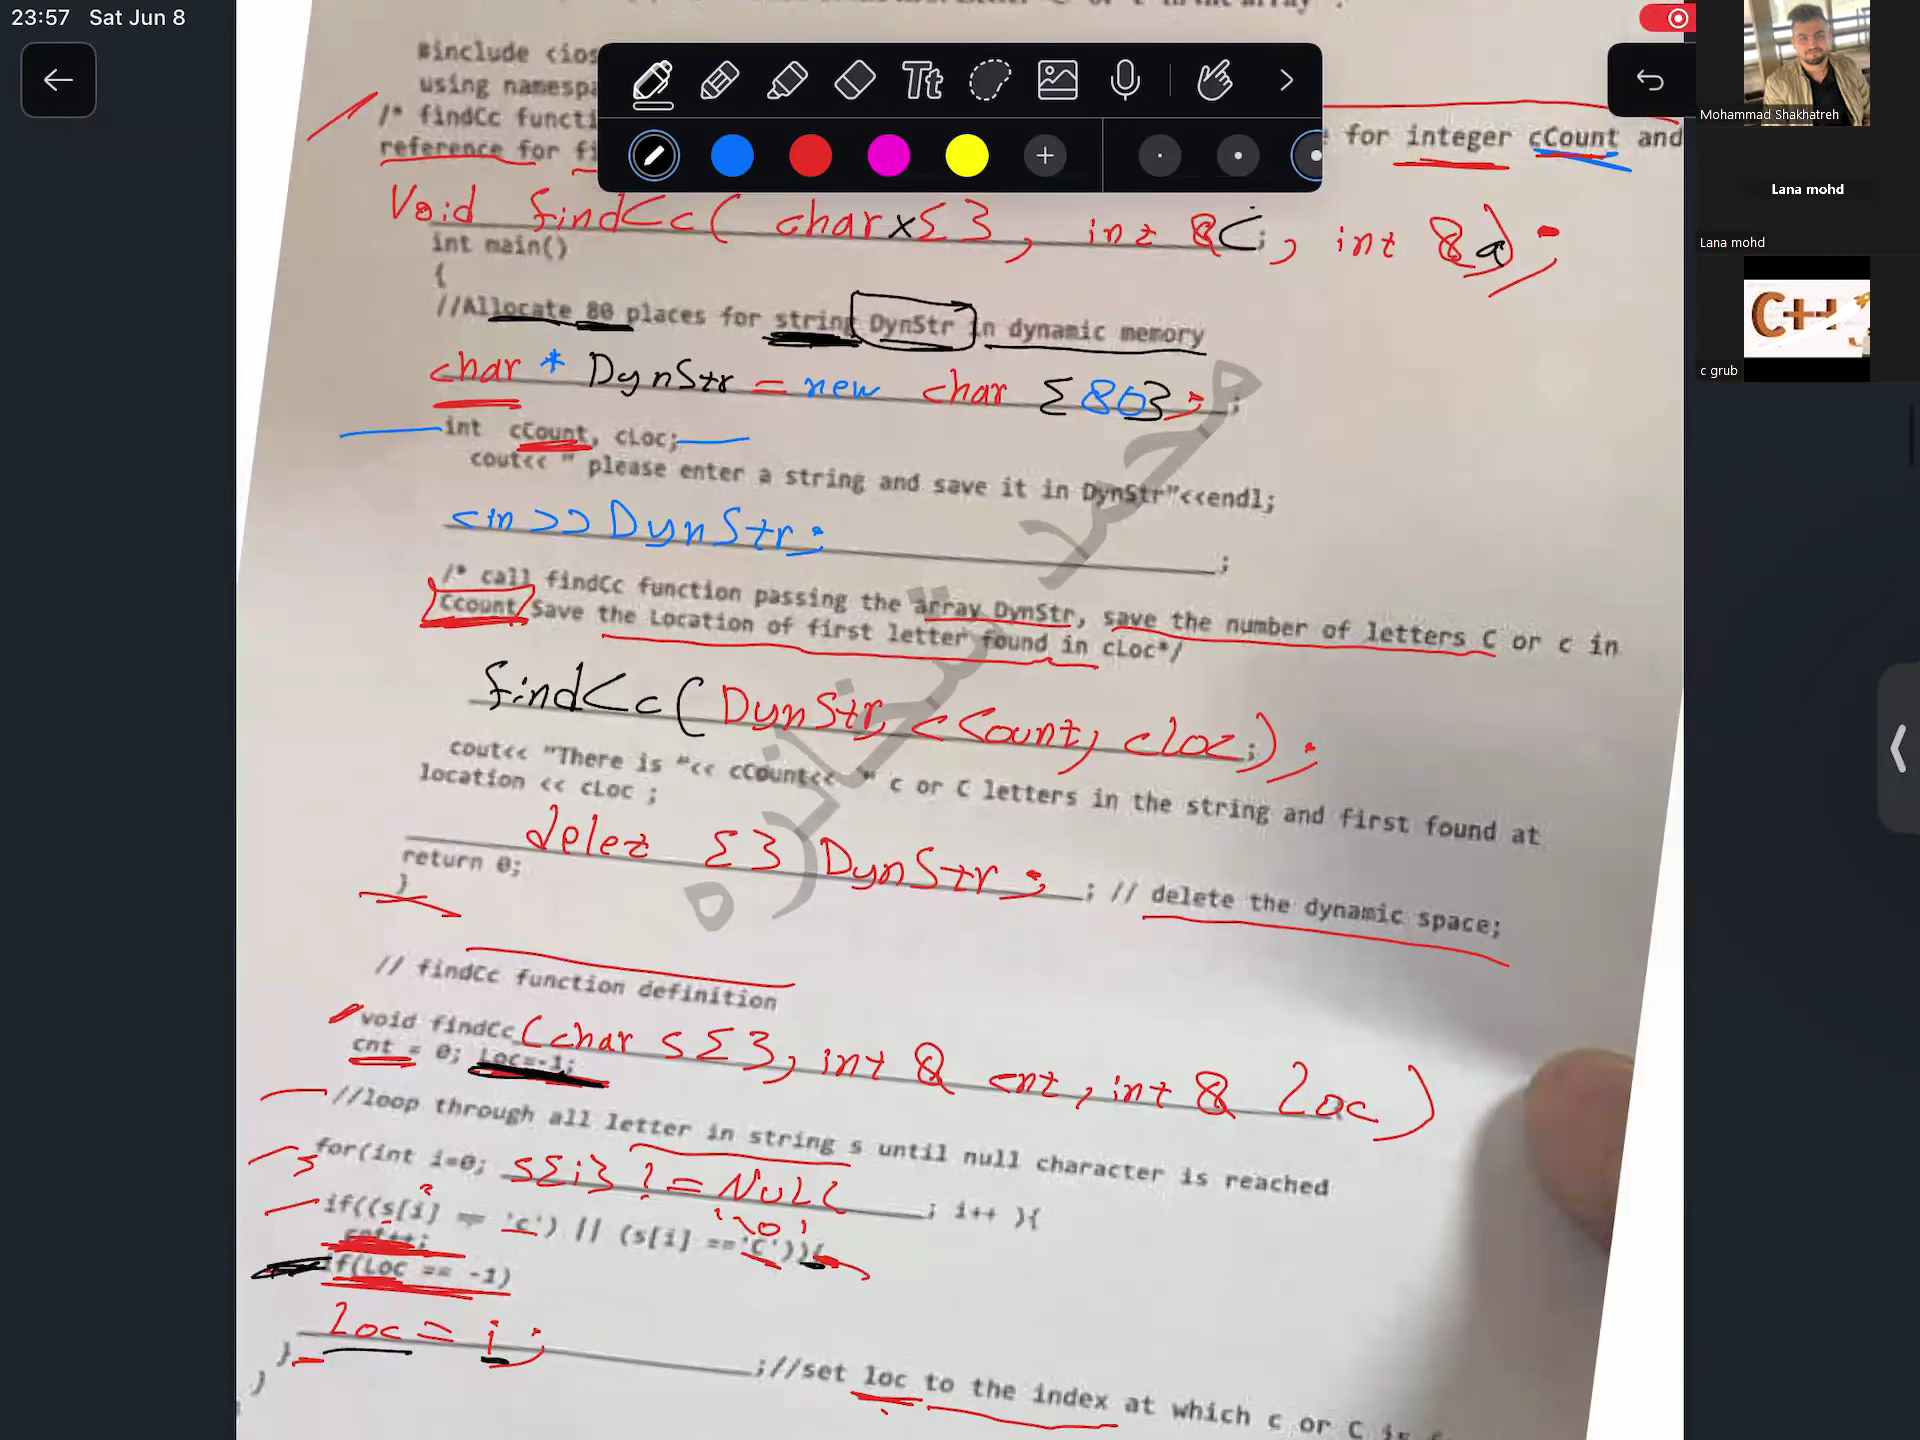 23:57 Sat Jun 8
#include <ios
using namespa
/* findCc functi
for integer cCount and
reference for fi
Void findCc( char x[ ] , int &C , int &a) ;
int main()
{
//Allocate 80 places for string DynStr in dynamic memory
char * DynStr = new char [80] ;
int cCount, cLoc;
cout<< " please enter a string and save it in DynStr"<<endl;
cin >> DynStr ;
/* call findCc function passing the array DynStr, save the number of letters C or c in
Ccount Save the Location of first letter found in cLoc*/
findCc( DynStr, cCount, cloc ) ;
cout<< "There is "<< cCount<< " c or C letters in the string and first found at
location << cLoc ;
delet [ ] DynStr ; ; // delete the dynamic space;
return 0;
}
// findCc function definition
void findCc (char s[ ], int & cnt, int & Loc)
cnt = 0; Loc=-1;
//loop through all letter in string s until null character is reached
for(int i=0; s[i] != NULL ; i++ ){
'\0'
if((s[i] == 'c') || (s[i] =='C')){
cnt++;
if(Loc == -1)
Loc = i ;
;//set loc to the index at which c or C is
}
}
محمد شخاتره
Mohammad Shakhatreh
Lana mohd
Lana mohd
C++
c grub
Tt